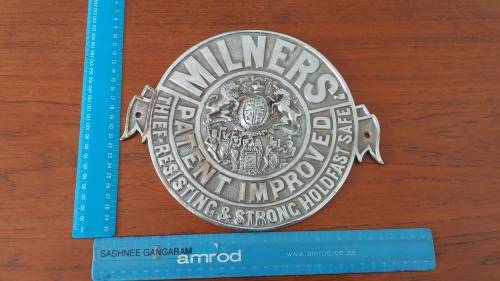 MILNERS
PATENT IMPROVED
THIEF RESISTING & STRONG HOLDFAST SAFE
SASHNEE GANGARAM
amrod
www.amrod.co.za